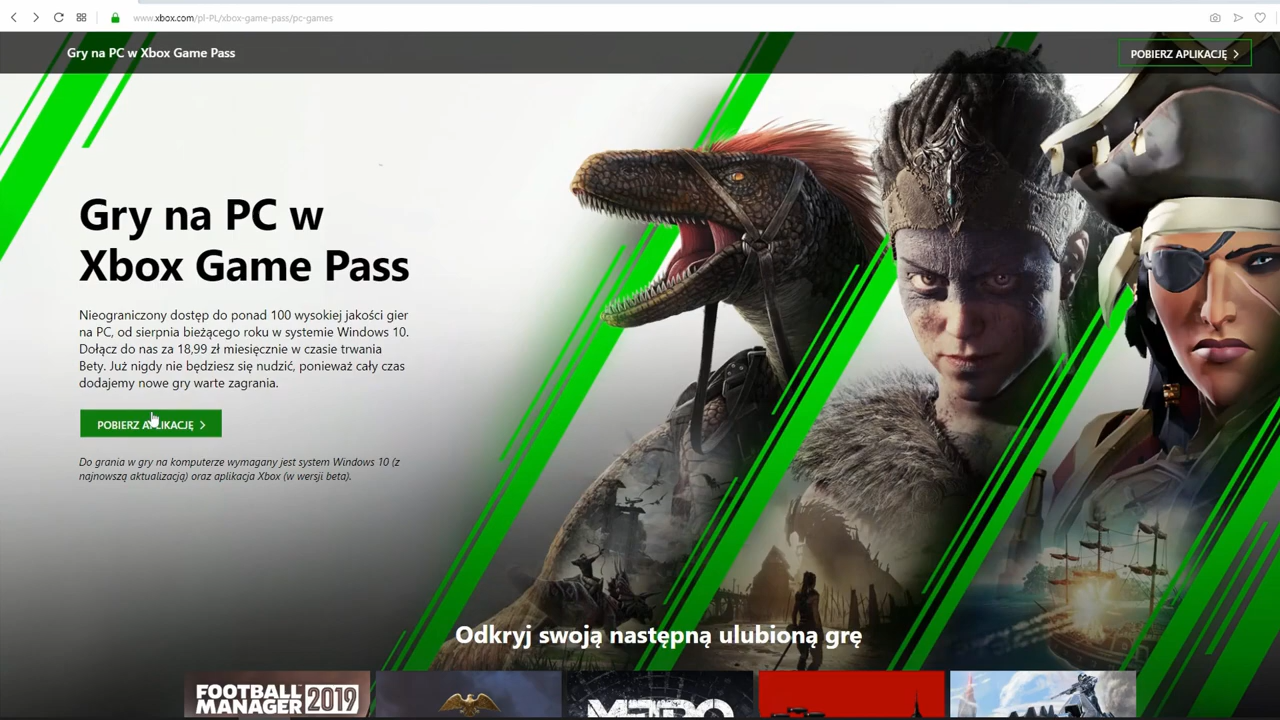 www.xbox.com/pl-PL/xbox-game-pass/pc-games
Gry na PC w Xbox Game Pass
POBIERZ APLIKACJĘ
Gry na PC w
Xbox Game Pass
Nieograniczony dostęp do ponad 100 wysokiej jakości gier
na PC, od sierpnia bieżącego roku w systemie Windows 10.
Dołącz do nas za 18,99 zł miesięcznie w czasie trwania
Bety. Już nigdy nie będziesz się nudzić, ponieważ cały czas
dodajemy nowe gry warte zagrania.
POBIERZ APLIKACJĘ
Do grania w gry na komputerze wymagany jest system Windows 10 (z
najnowszą aktualizacją) oraz aplikacja Xbox (w wersji beta).
Odkryj swoją następną ulubioną grę
FOOTBALL
MANAGER 2019
METRO